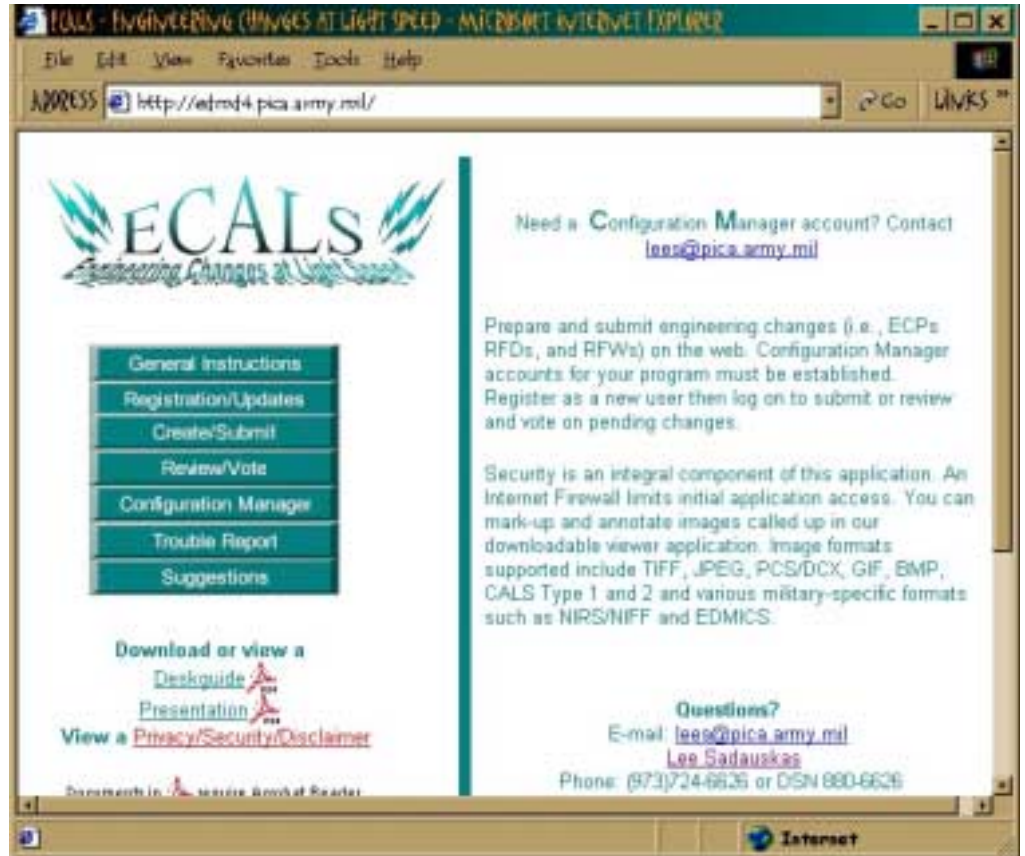 ECALS - ENGINEERING CHANGES AT LIGHT SPEED - MICROSOFT INTERNET EXPLORER
File Edit View Favorites Tools Help
ADDRESS http://edmd4.pica.army.mil/ Go LINKS »
ECALS
Engineering Changes at Light Speed
General Instructions
Registration/Updates
Create/Submit
Review/Vote
Configuration Manager
Trouble Report
Suggestions
Download or view a
Deskguide
Presentation
View a Privacy/Security/Disclaimer
Documents in require Acrobat Reader
Need a Configuration Manager account? Contact
lees@pica.army.mil
Prepare and submit engineering changes (i.e., ECPs
RFDs, and RFWs) on the web. Configuration Manager
accounts for your program must be established.
Register as a new user then log on to submit or review
and vote on pending changes.
Security is an integral component of this application. An
Internet Firewall limits initial application access. You can
mark-up and annotate images called up in our
downloadable viewer application. Image formats
supported include TIFF, JPEG, PCS/DCX, GIF, BMP,
CALS Type 1 and 2 and various military-specific formats
such as NIRS/NIFF and EDMICS.
Questions?
E-mail: lees@pica.army.mil
Lee Sadauskas
Phone: (973)724-6626 or DSN 880-6626
Internet